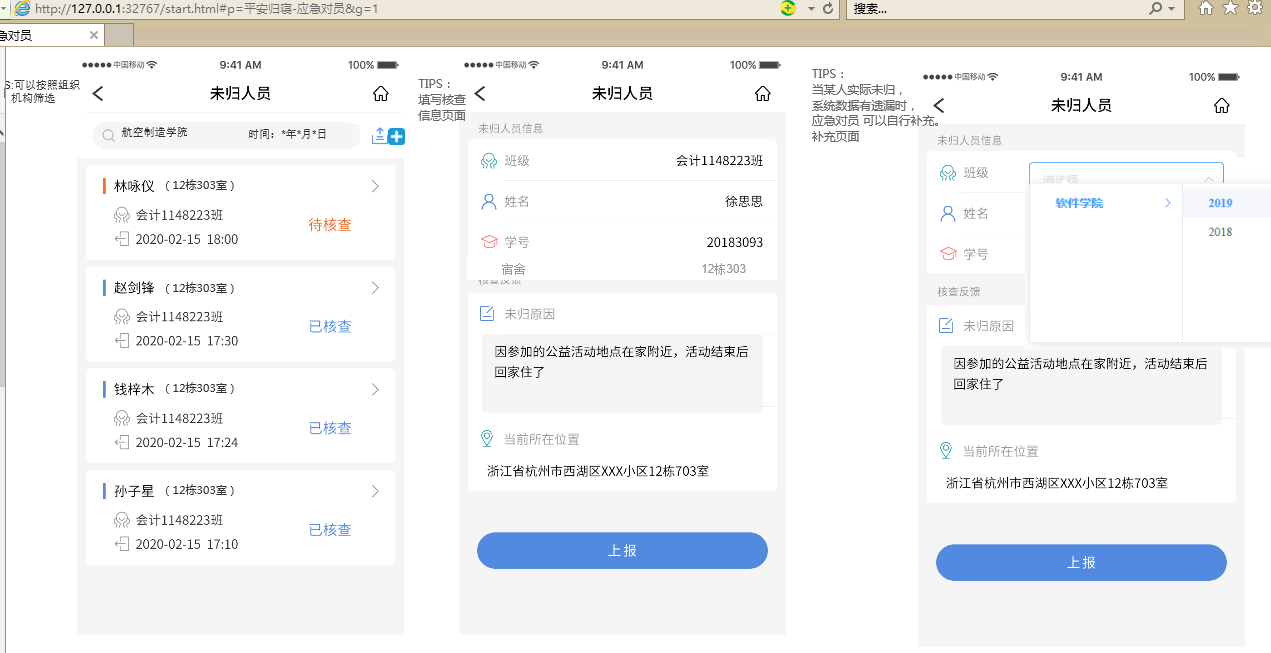 http://127.0.0.1:32767/start.html#p=平安归寝-应急对员&g=1
搜索...
急对员
S:可以按照组织
机构筛选
中国移动
9:41 AM
100%
未归人员
航空制造学院
时间：*年*月*日
林咏仪 （12栋303室）
会计1148223班
待核查
2020-02-15 18:00
赵剑锋 （12栋303室）
会计1148223班
已核查
2020-02-15 17:30
钱梓木 （12栋303室）
会计1148223班
已核查
2020-02-15 17:24
孙子星 （12栋303室）
会计1148223班
已核查
2020-02-15 17:10
TIPS：
填写核查
信息页面
中国移动
9:41 AM
100%
未归人员
未归人员信息
班级 会计1148223班
姓名 徐思思
学号 20183093
宿舍 12栋303
核查反馈
未归原因
因参加的公益活动地点在家附近，活动结束后
回家住了
当前所在位置
浙江省杭州市西湖区XXX小区12栋703室
上报
TIPS：
当某人实际未归，
系统数据有遗漏时，
应急对员 可以自行补充。
补充页面
中国移动
9:41 AM
100%
未归人员
未归人员信息
班级
请选择
软件学院
2019
2018
姓名
学号
核查反馈
未归原因
因参加的公益活动地点在家附近，活动结束后
回家住了
当前所在位置
浙江省杭州市西湖区XXX小区12栋703室
上报